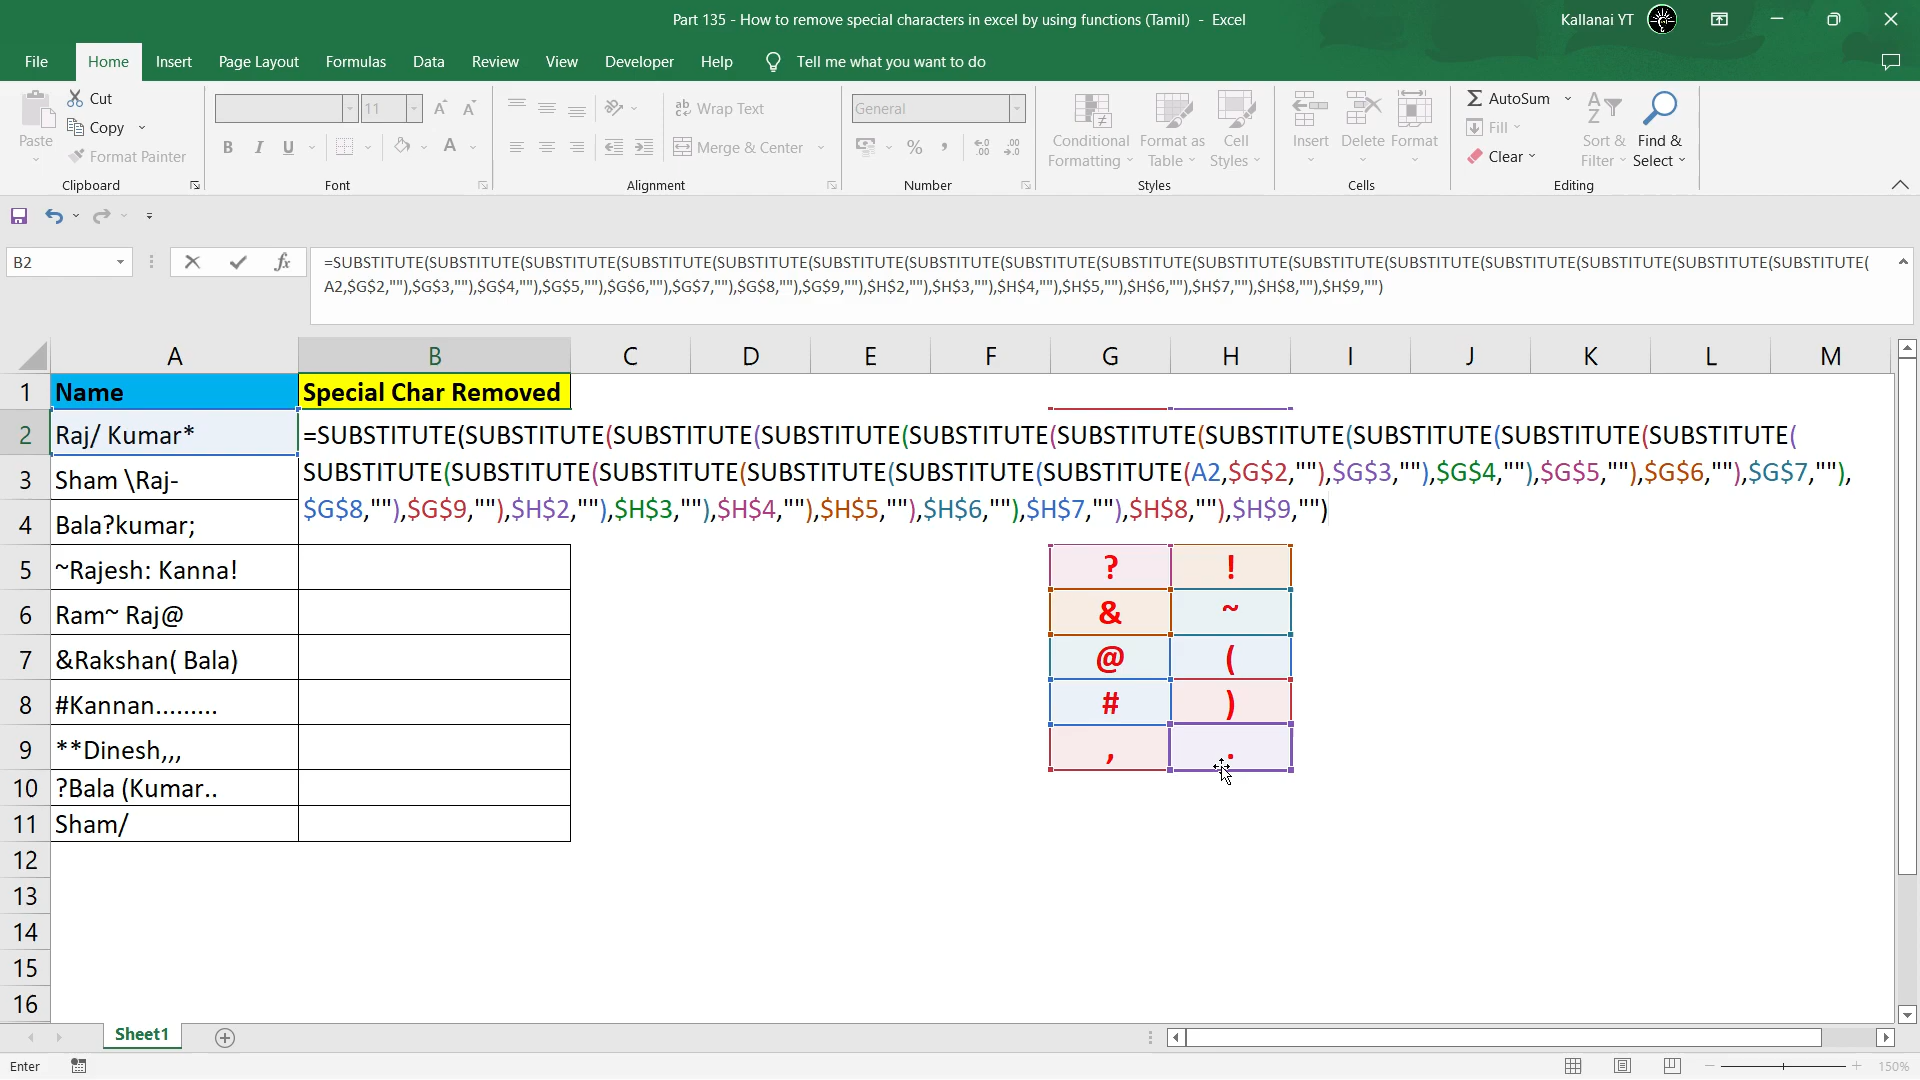 Part 135 - How to remove special characters in excel by using functions (Tamil) - Excel
Kallanai YT
File Home Insert Page Layout Formulas Data Review View Developer Help Tell me what you want to do
Paste
Cut
Copy
Format Painter
Clipboard
11
B I U
A
Font
Wrap Text
Merge & Center
Alignment
General
%
Number
Conditional Formatting
Format as Table
Cell Styles
Styles
Insert
Delete
Format
Cells
AutoSum
Fill
Clear
Sort & Filter
Find & Select
Editing
B2
fx
=SUBSTITUTE(SUBSTITUTE(SUBSTITUTE(SUBSTITUTE(SUBSTITUTE(SUBSTITUTE(SUBSTITUTE(SUBSTITUTE(SUBSTITUTE(SUBSTITUTE(SUBSTITUTE(SUBSTITUTE(SUBSTITUTE(SUBSTITUTE(SUBSTITUTE(SUBSTITUTE(
A2,$G$2,""),$G$3,""),$G$4,""),$G$5,""),$G$6,""),$G$7,""),$G$8,""),$G$9,""),$H$2,""),$H$3,""),$H$4,""),$H$5,""),$H$6,""),$H$7,""),$H$8,""),$H$9,"")
A B C D E F G H I J K L M
1 Name Special Char Removed
2 Raj/ Kumar* =SUBSTITUTE(SUBSTITUTE(SUBSTITUTE(SUBSTITUTE(SUBSTITUTE(SUBSTITUTE(SUBSTITUTE(SUBSTITUTE(SUBSTITUTE(SUBSTITUTE(
3 Sham \Raj- SUBSTITUTE(SUBSTITUTE(SUBSTITUTE(SUBSTITUTE(SUBSTITUTE(SUBSTITUTE(A2,$G$2,""),$G$3,""),$G$4,""),$G$5,""),$G$6,""),$G$7,""),
4 Bala?kumar; $G$8,""),$G$9,""),$H$2,""),$H$3,""),$H$4,""),$H$5,""),$H$6,""),$H$7,""),$H$8,""),$H$9,"")
5 ~Rajesh: Kanna! ? !
6 Ram~ Raj@ & ~
7 &Rakshan( Bala) @ (
8 #Kannan......... # )
9 **Dinesh,,, , .
10 ?Bala (Kumar..
11 Sham/
12
13
14
15
16
Sheet1
Enter
150%